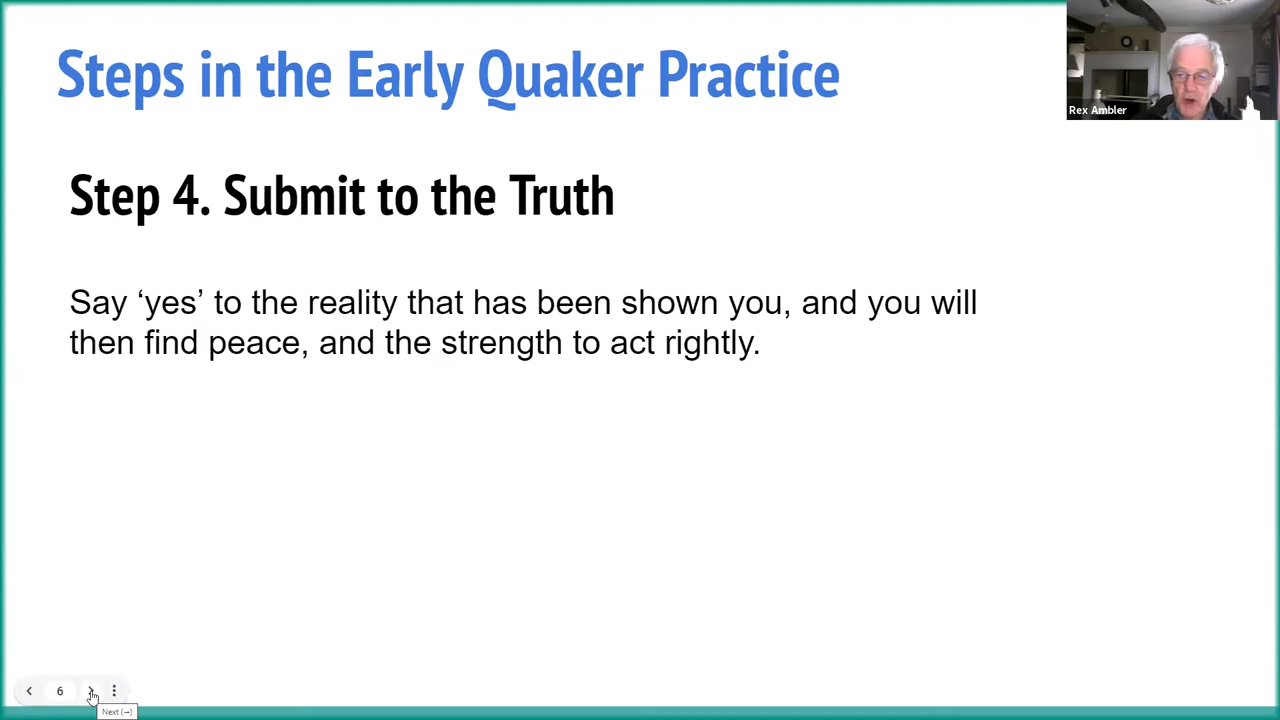 Steps in the Early Quaker Practice
Rex Ambler
Step 4. Submit to the Truth
Say ‘yes’ to the reality that has been shown you, and you will
then find peace, and the strength to act rightly.
6
Next (→)